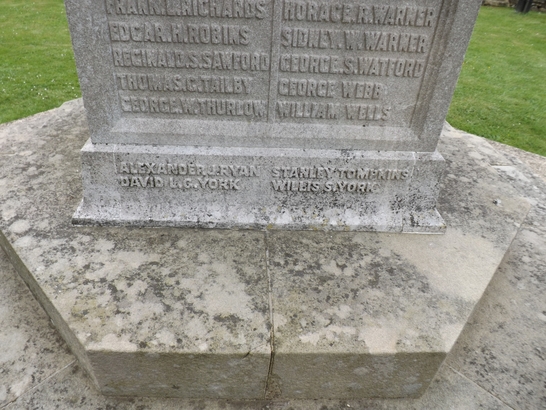 FRANK L. RICHARDS
EDGAR. H. ROBINS
REGINALD. S. SAWFORD
THOMAS. G. TAILBY
GEORGE. W. THURLOW
HORACE. R. WARNER
SIDNEY. W. WARNER
GEORGE. S. WATFORD
GEORGE WEBB
WILLIAM WELLS
ALEXANDER. J. RYAN
DAVID L. G. YORK
STANLEY TOMPKINS
WILLIS S. YORK